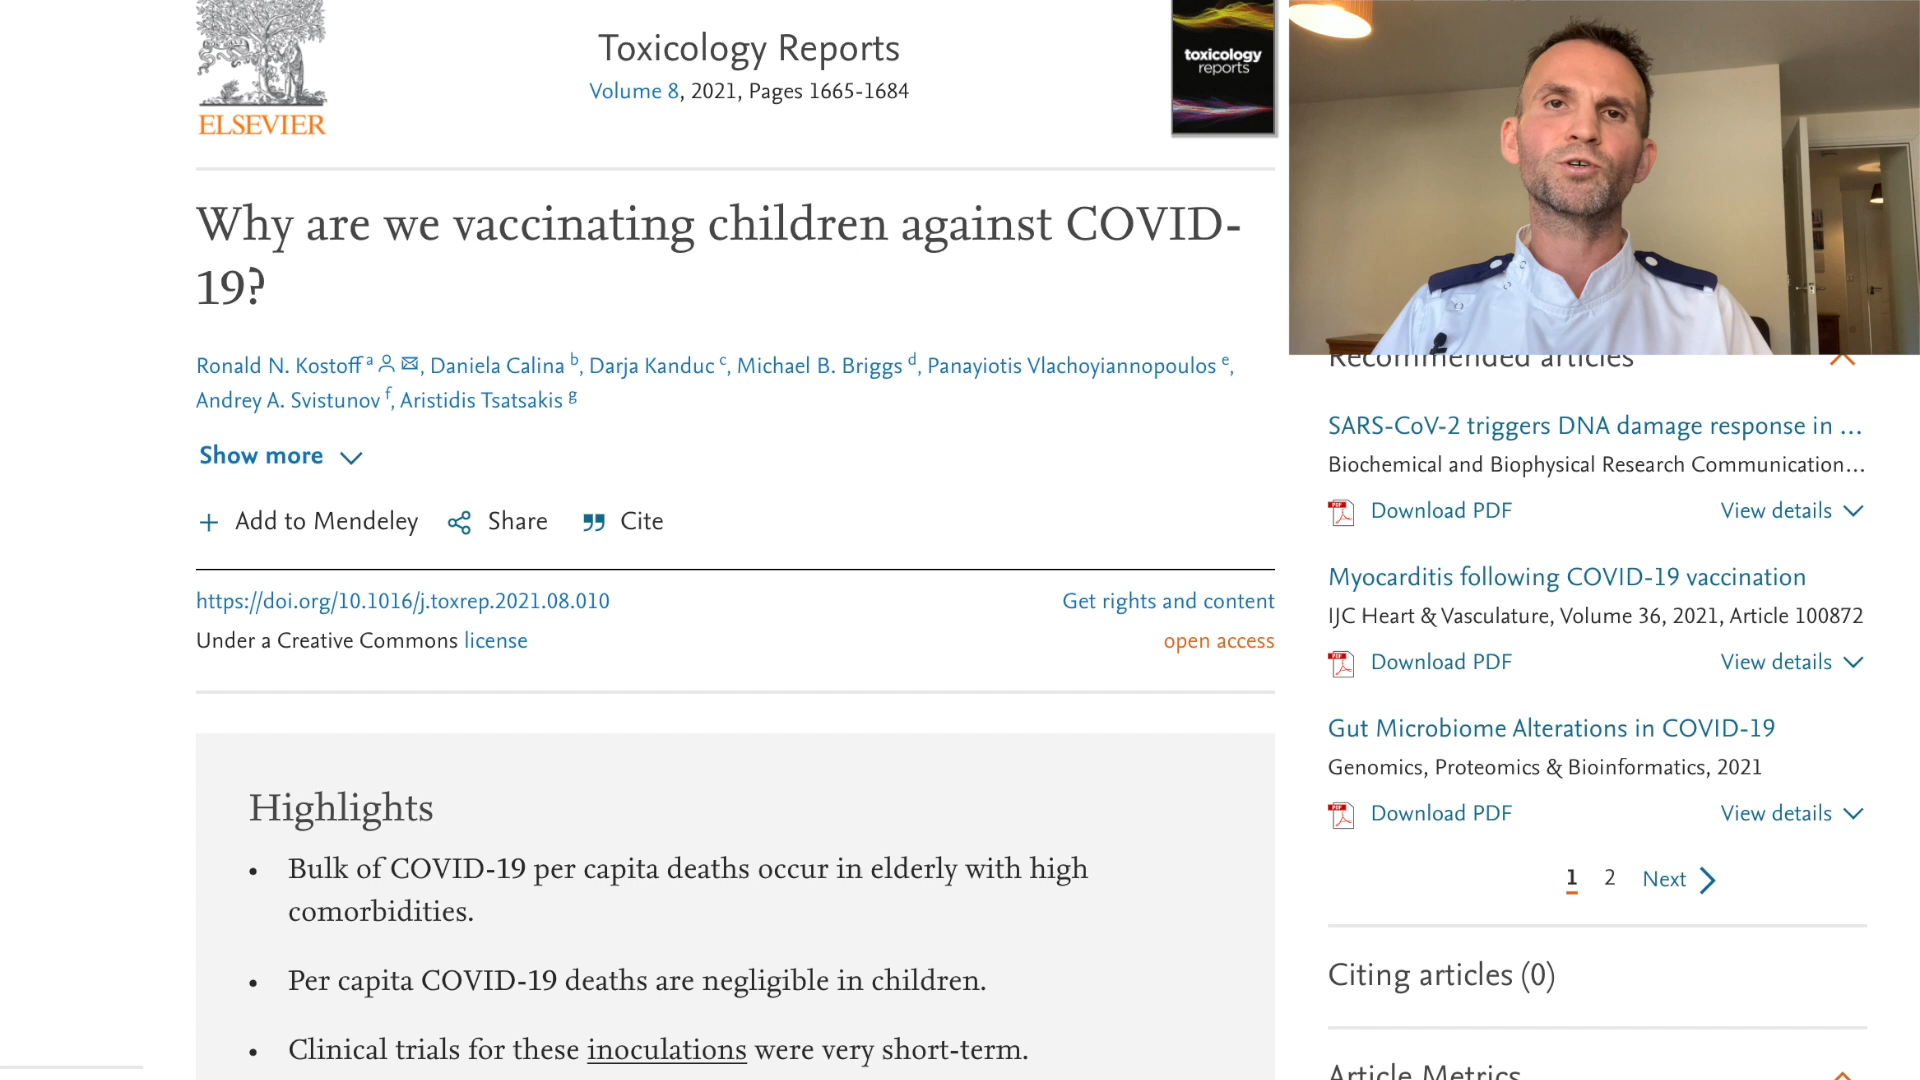 ELSEVIER
Toxicology Reports
Volume 8, 2021, Pages 1665-1684
toxicology
reports
Why are we vaccinating children against COVID-
19?
Ronald N. Kostoff a, Daniela Calina b, Darja Kanduc c, Michael B. Briggs d, Panayiotis Vlachoyiannopoulos e,
Andrey A. Svistunov f, Aristidis Tsatsakis g
Show more
Add to Mendeley Share Cite
https://doi.org/10.1016/j.toxrep.2021.08.010 Get rights and content
Under a Creative Commons license open access
Highlights
• Bulk of COVID-19 per capita deaths occur in elderly with high
comorbidities.
• Per capita COVID-19 deaths are negligible in children.
• Clinical trials for these inoculations were very short-term.
Recommended articles
SARS-CoV-2 triggers DNA damage response in ...
Biochemical and Biophysical Research Communication...
PDF Download PDF View details
Myocarditis following COVID-19 vaccination
IJC Heart & Vasculature, Volume 36, 2021, Article 100872
PDF Download PDF View details
Gut Microbiome Alterations in COVID-19
Genomics, Proteomics & Bioinformatics, 2021
PDF Download PDF View details
1 2 Next
Citing articles (0)
Article Metrics